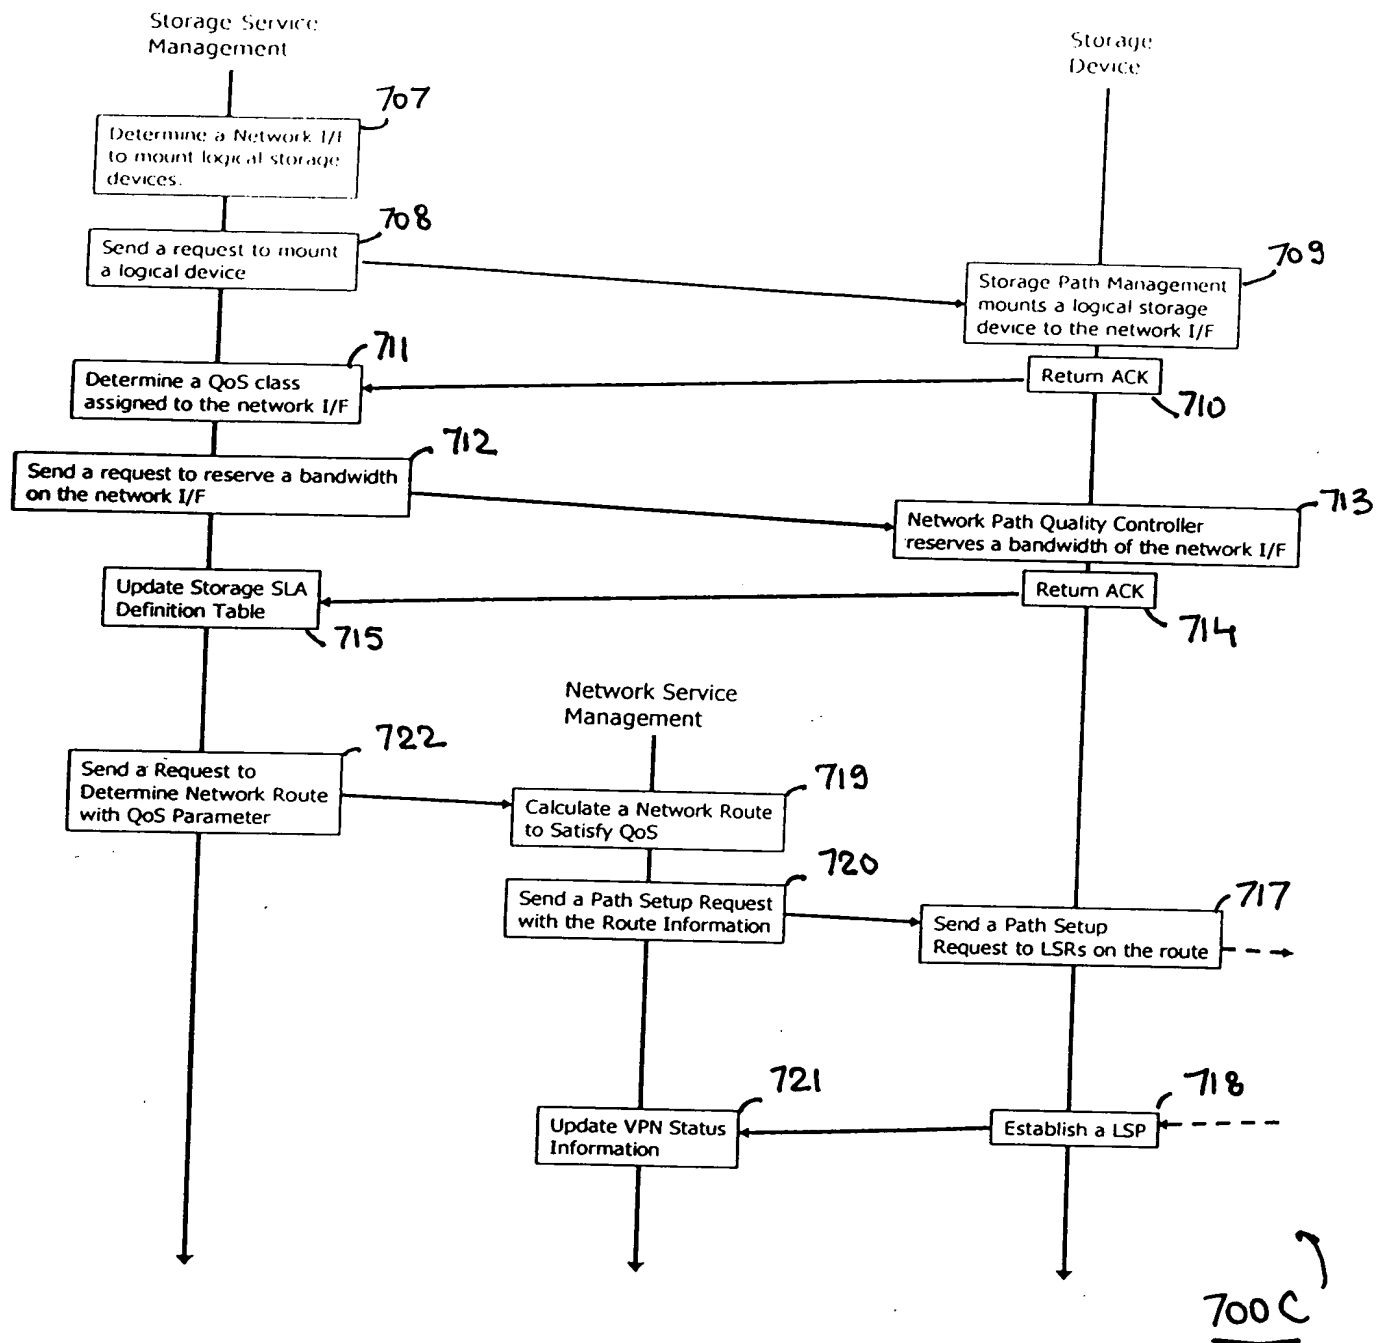 Storage Service
Management
Storage
Device
707
Determine a Network I/F
to mount logical storage
devices.
708
Send a request to mount
a logical device
709
Storage Path Management
mounts a logical storage
device to the network I/F
711
Determine a QoS class
assigned to the network I/F
Return ACK
710
712
Send a request to reserve a bandwidth
on the network I/F
713
Network Path Quality Controller
reserves a bandwidth of the network I/F
Update Storage SLA
Definition Table
715
Return ACK
714
Network Service
Management
722
Send a Request to
Determine Network Route
with QoS Parameter
719
Calculate a Network Route
to Satisfy QoS
720
Send a Path Setup Request
with the Route Information
717
Send a Path Setup
Request to LSRs on the route
721
Update VPN Status
Information
718
Establish a LSP
700C